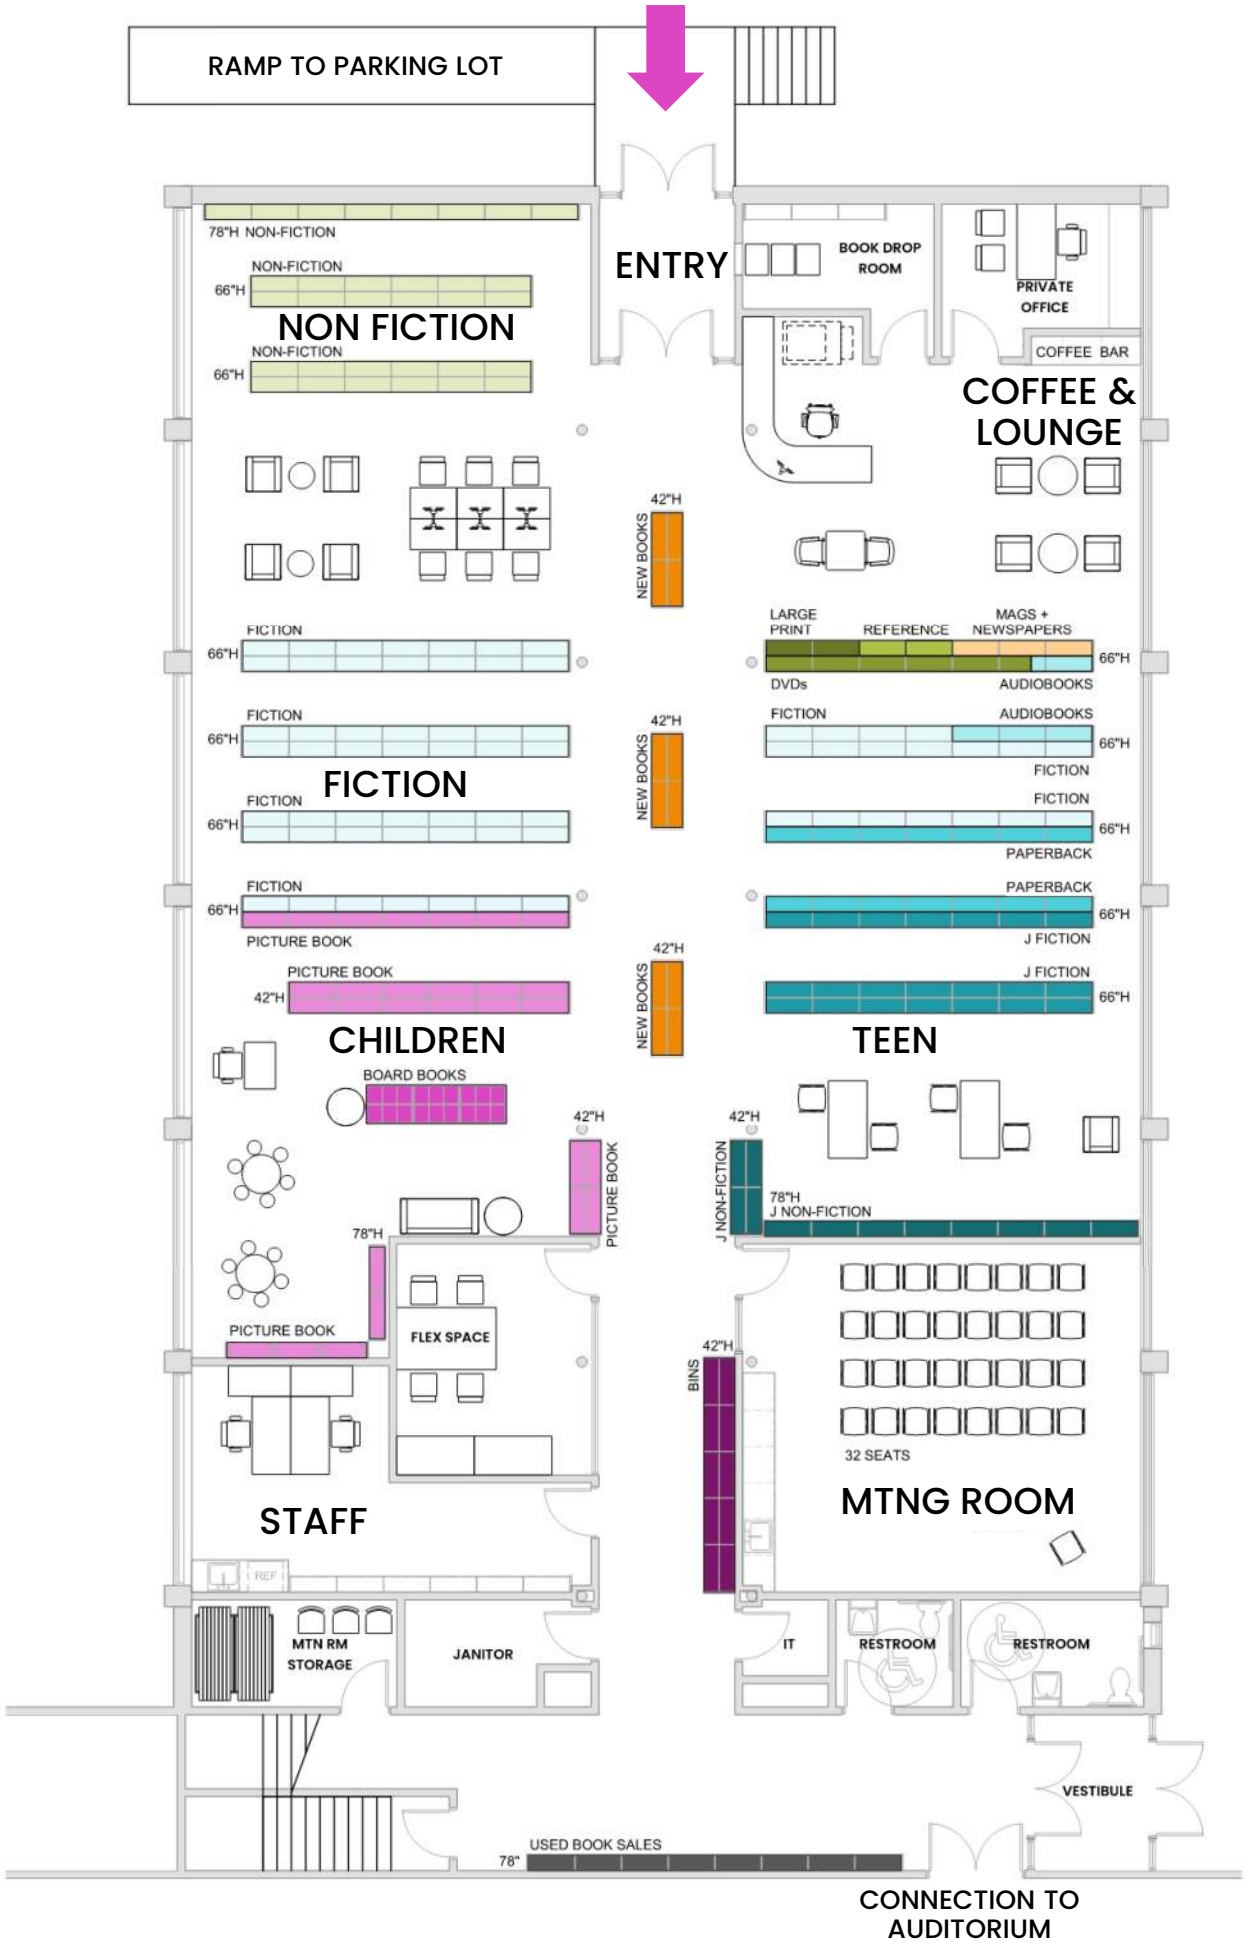 RAMP TO PARKING LOT
78"H NON-FICTION
NON-FICTION
66"H
NON FICTION
NON-FICTION
66"H
ENTRY
BOOK DROP
ROOM
PRIVATE
OFFICE
COFFEE BAR
COFFEE &
LOUNGE
42"H
NEW BOOKS
FICTION
66"H
LARGE
PRINT
REFERENCE
MAGS +
NEWSPAPERS
66"H
DVDs
AUDIOBOOKS
FICTION
66"H
42"H
NEW BOOKS
FICTION
AUDIOBOOKS
66"H
FICTION
FICTION
FICTION
66"H
FICTION
66"H
PAPERBACK
FICTION
66"H
PICTURE BOOK
PAPERBACK
66"H
J FICTION
PICTURE BOOK
42"H
42"H
NEW BOOKS
J FICTION
66"H
CHILDREN
TEEN
BOARD BOOKS
42"H
PICTURE BOOK
42"H
J NON-FICTION
78"H
J NON-FICTION
78"H
PICTURE BOOK
FLEX SPACE
42"H
BINS
32 SEATS
MTNG ROOM
STAFF
REF
MTN RM
STORAGE
JANITOR
IT
RESTROOM
RESTROOM
VESTIBULE
USED BOOK SALES
78"
CONNECTION TO
AUDITORIUM